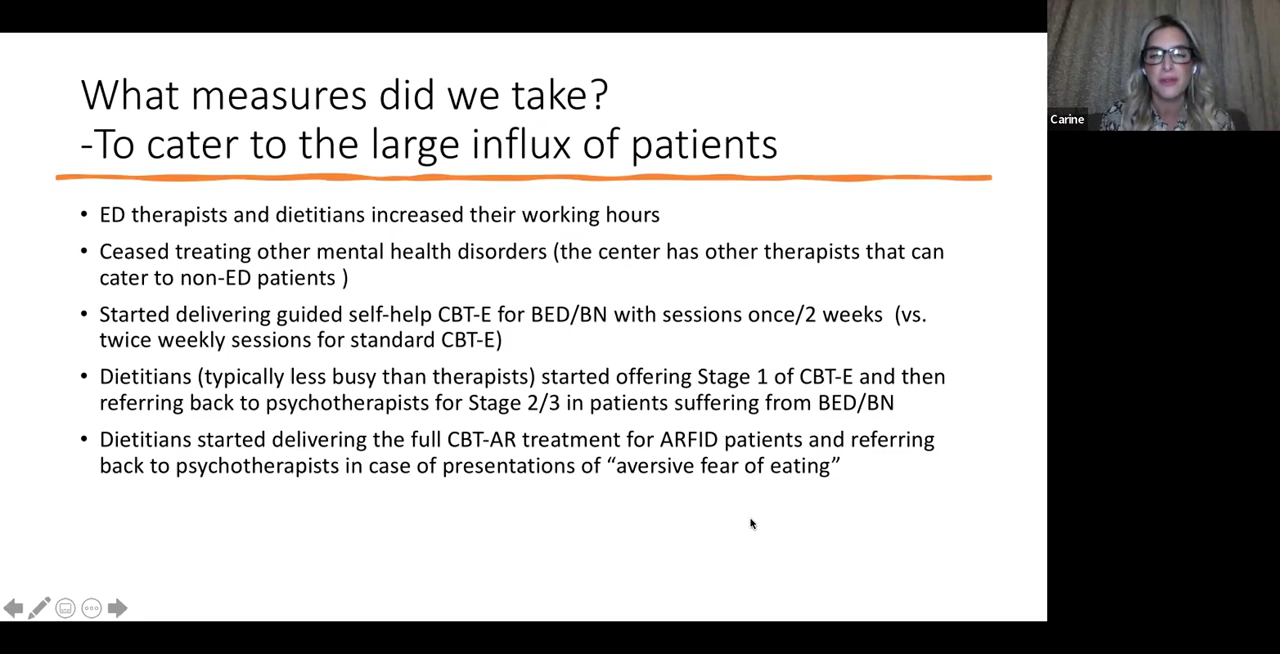 What measures did we take?
-To cater to the large influx of patients
Carine
• ED therapists and dietitians increased their working hours
• Ceased treating other mental health disorders (the center has other therapists that can
cater to non-ED patients )
• Started delivering guided self-help CBT-E for BED/BN with sessions once/2 weeks  (vs.
twice weekly sessions for standard CBT-E)
• Dietitians (typically less busy than therapists) started offering Stage 1 of CBT-E and then
referring back to psychotherapists for Stage 2/3 in patients suffering from BED/BN
• Dietitians started delivering the full CBT-AR treatment for ARFID patients and referring
back to psychotherapists in case of presentations of “aversive fear of eating”